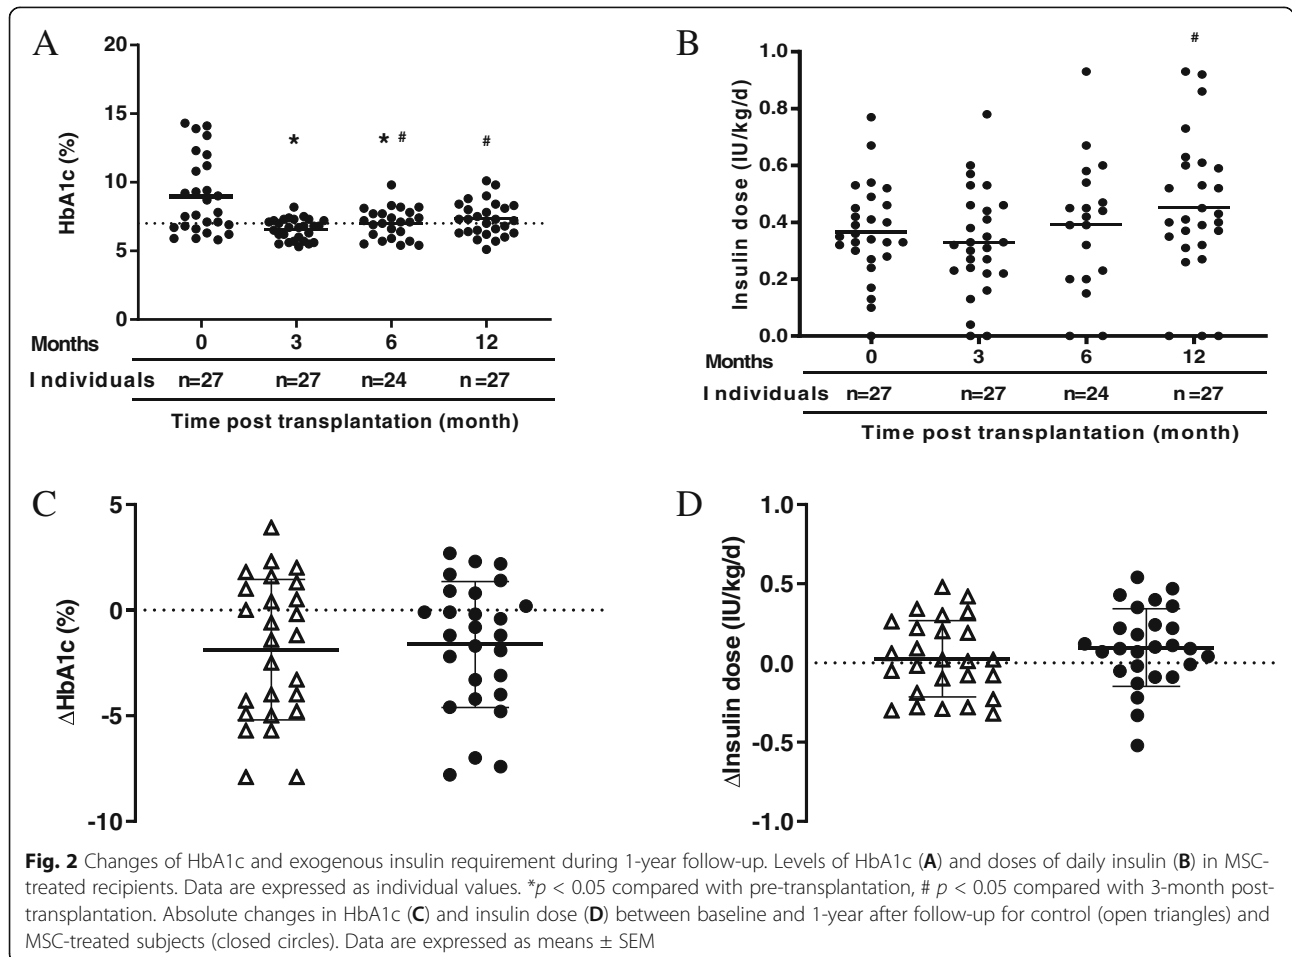 A
20
15
10
5
0
HbA1c (%)
* * # #
Months 0 3 6 12
Individuals n=27 n=27 n=24 n=27
Time post transplantation (month)
B
1.0
0.8
0.6
0.4
0.2
0.0
Insulin dose (IU/kg/d)
#
Months 0 3 6 12
Individuals n=27 n=27 n=24 n=27
Time post transplantation (month)
C
5
0
-5
-10
ΔHbA1c (%)
D
1.0
0.5
0.0
-0.5
-1.0
ΔInsulin dose (IU/kg/d)
Fig. 2 Changes of HbA1c and exogenous insulin requirement during 1-year follow-up. Levels of HbA1c (A) and doses of daily insulin (B) in MSC-
treated recipients. Data are expressed as individual values. *p < 0.05 compared with pre-transplantation, # p < 0.05 compared with 3-month post-
transplantation. Absolute changes in HbA1c (C) and insulin dose (D) between baseline and 1-year after follow-up for control (open triangles) and
MSC-treated subjects (closed circles). Data are expressed as means ± SEM